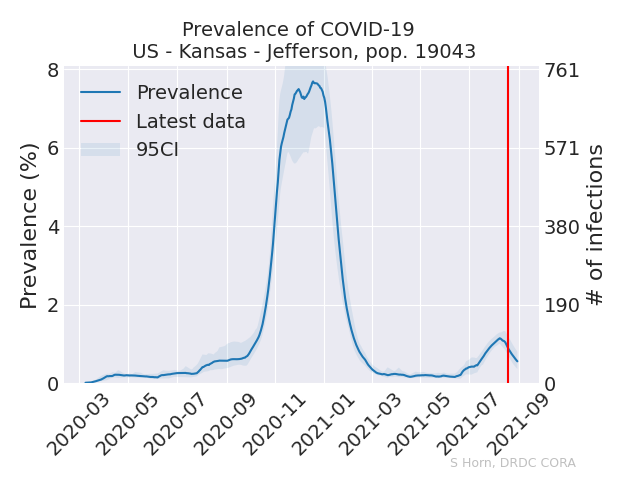 Prevalence of COVID-19
US - Kansas - Jefferson, pop. 19043
Prevalence
Latest data
95CI
Prevalence (%)
8
6
4
2
0
# of infections
761
571
380
190
0
2020-03
2020-05
2020-07
2020-09
2020-11
2021-01
2021-03
2021-05
2021-07
2021-09
S Horn, DRDC CORA